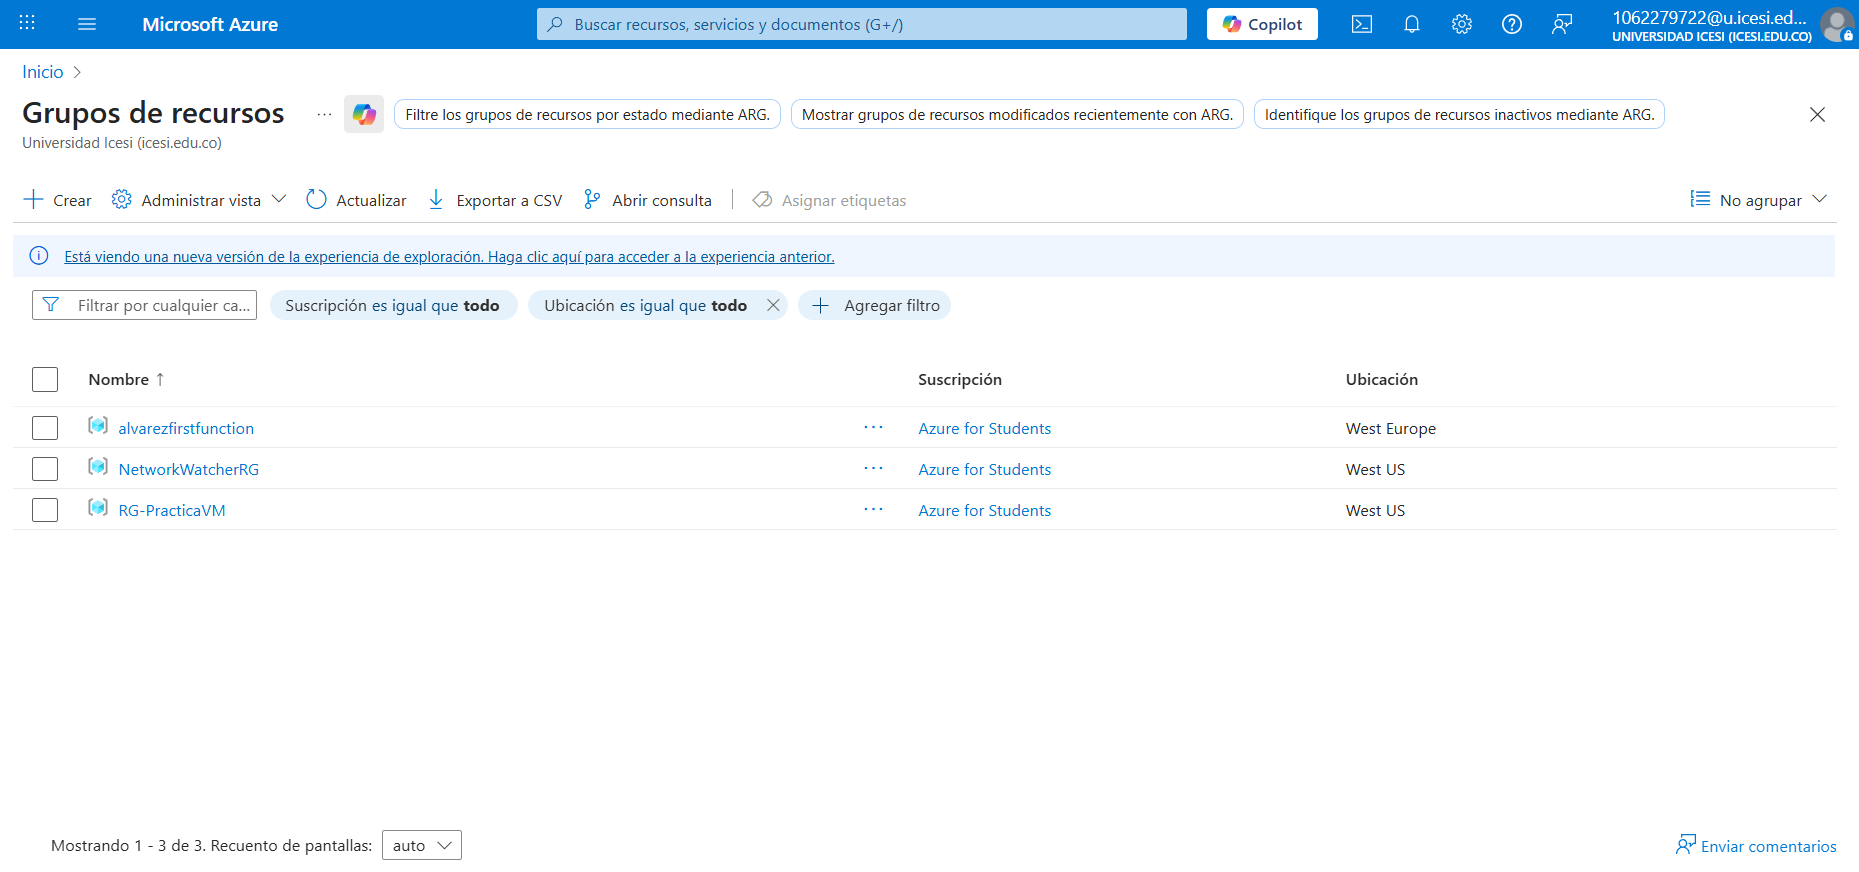 Microsoft Azure
Buscar recursos, servicios y documentos (G+/)
Copilot
1062279722@u.icesi.ed...
UNIVERSIDAD ICESI (ICESI.EDU.CO)
Inicio
Grupos de recursos
...
Filtre los grupos de recursos por estado mediante ARG.
Mostrar grupos de recursos modificados recientemente con ARG.
Identifique los grupos de recursos inactivos mediante ARG.
Universidad Icesi (icesi.edu.co)
Crear
Administrar vista
Actualizar
Exportar a CSV
Abrir consulta
Asignar etiquetas
No agrupar
Está viendo una nueva versión de la experiencia de exploración. Haga clic aquí para acceder a la experiencia anterior.
Filtrar por cualquier ca...
Suscripción es igual que todo
Ubicación es igual que todo
Agregar filtro
Nombre ↑ Suscripción Ubicación
alvarezfirstfunction ... Azure for Students West Europe
NetworkWatcherRG ... Azure for Students West US
RG-PracticaVM ... Azure for Students West US
Mostrando 1 - 3 de 3. Recuento de pantallas: auto
Enviar comentarios